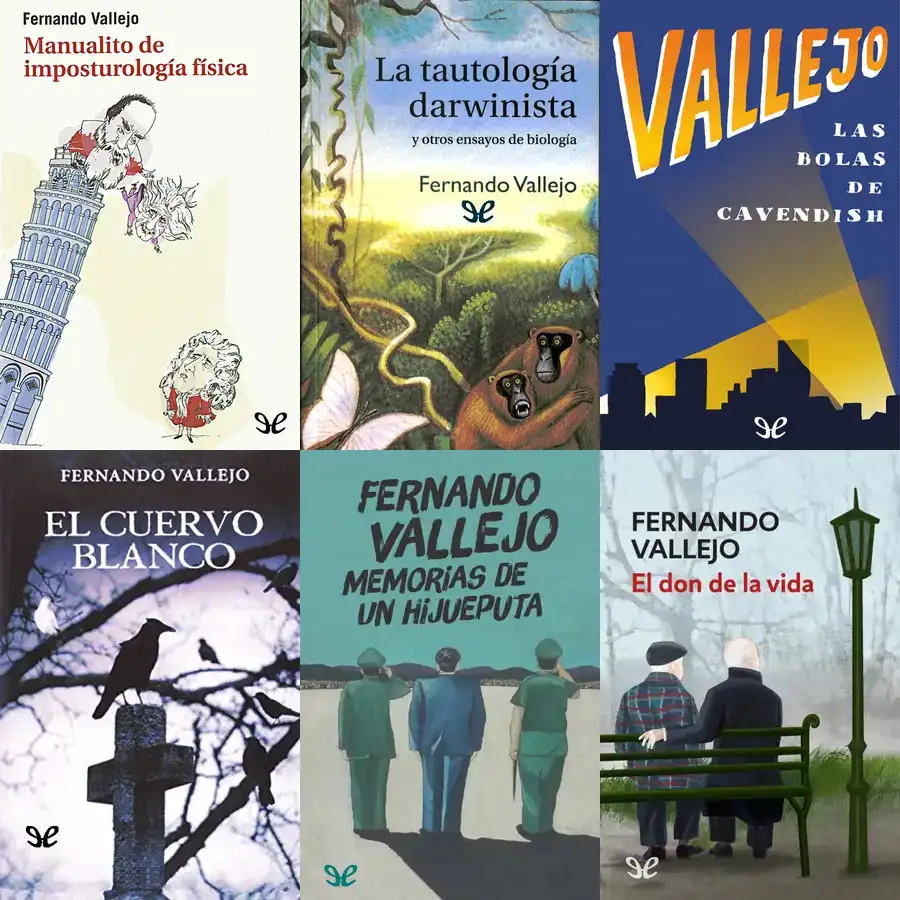 Fernando Vallejo
Manualito de
imposturología física
La tautología
darwinista
y otros ensayos de biología
Fernando Vallejo
VALLEJO
LAS
BOLAS
DE
CAVENDISH
FERNANDO VALLEJO
EL CUERVO
BLANCO
FERNANDO
VALLEJO
MEMORIAS DE
UN HIJUEPUTA
FERNANDO
VALLEJO
El don de la vida